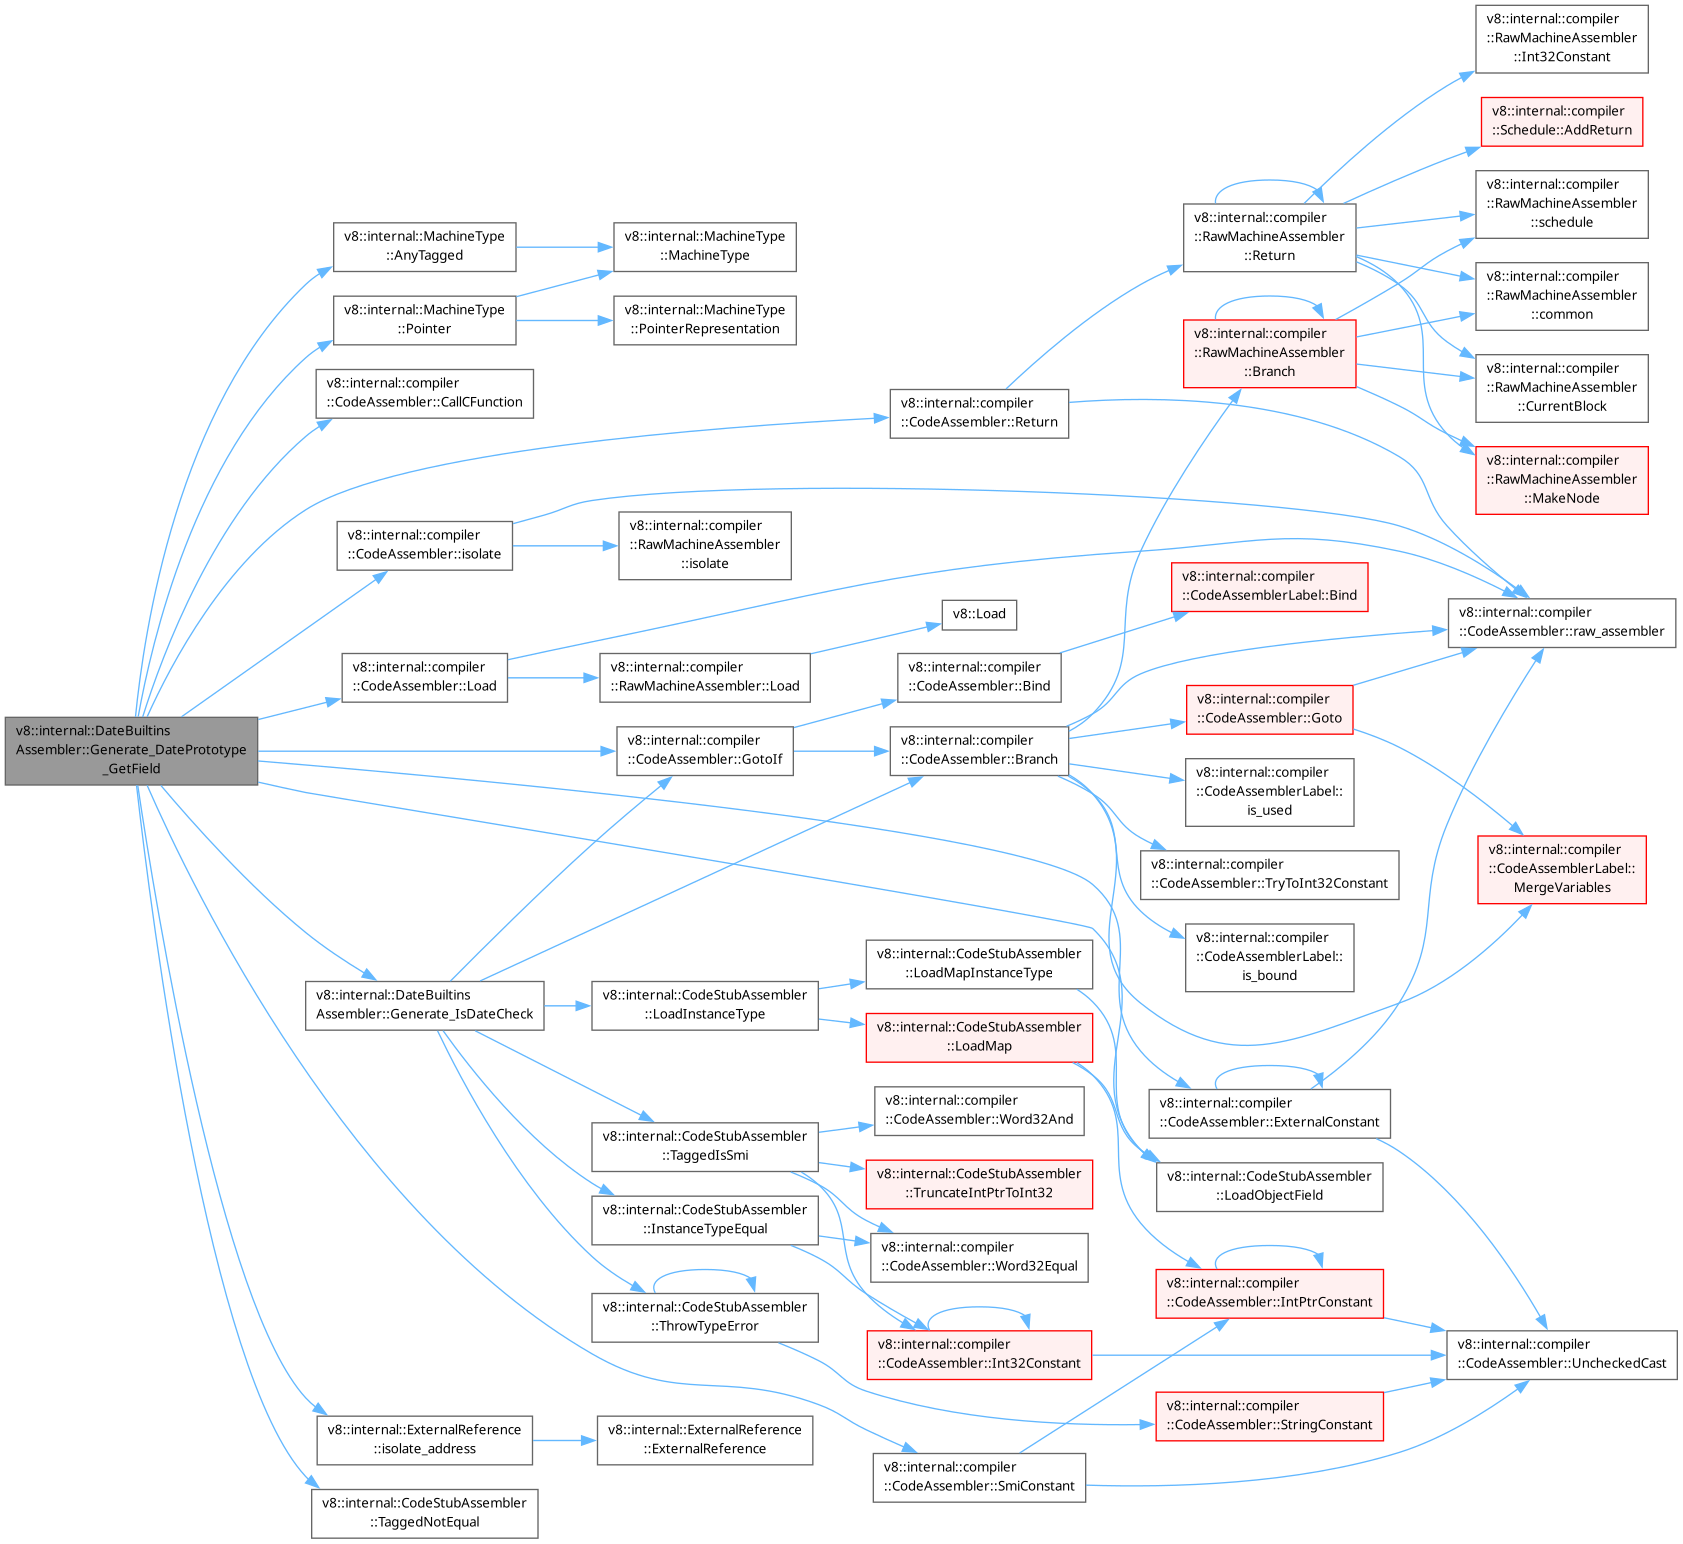 v8::internal::DateBuiltins
Assembler::Generate_DatePrototype
_GetField
v8::internal::MachineType
::AnyTagged
v8::internal::MachineType
::MachineType
v8::internal::MachineType
::Pointer
v8::internal::MachineType
::PointerRepresentation
v8::internal::compiler
::CodeAssembler::CallCFunction
v8::internal::compiler
::CodeAssembler::Return
v8::internal::compiler
::RawMachineAssembler
::Return
v8::internal::compiler
::RawMachineAssembler
::Int32Constant
v8::internal::compiler
::Schedule::AddReturn
v8::internal::compiler
::RawMachineAssembler
::schedule
v8::internal::compiler
::RawMachineAssembler
::common
v8::internal::compiler
::RawMachineAssembler
::CurrentBlock
v8::internal::compiler
::RawMachineAssembler
::MakeNode
v8::internal::compiler
::RawMachineAssembler
::Branch
v8::internal::compiler
::CodeAssembler::isolate
v8::internal::compiler
::RawMachineAssembler
::isolate
v8::internal::compiler
::CodeAssembler::raw_assembler
v8::internal::compiler
::CodeAssembler::Load
v8::internal::compiler
::RawMachineAssembler::Load
v8::Load
v8::internal::compiler
::CodeAssembler::GotoIf
v8::internal::compiler
::CodeAssembler::Bind
v8::internal::compiler
::CodeAssemblerLabel::Bind
v8::internal::compiler
::CodeAssembler::Branch
v8::internal::compiler
::CodeAssembler::Goto
v8::internal::compiler
::CodeAssemblerLabel::
is_used
v8::internal::compiler
::CodeAssembler::TryToInt32Constant
v8::internal::compiler
::CodeAssemblerLabel::
is_bound
v8::internal::compiler
::CodeAssemblerLabel::
MergeVariables
v8::internal::DateBuiltins
Assembler::Generate_IsDateCheck
v8::internal::CodeStubAssembler
::LoadInstanceType
v8::internal::CodeStubAssembler
::LoadMapInstanceType
v8::internal::CodeStubAssembler
::LoadMap
v8::internal::compiler
::CodeAssembler::ExternalConstant
v8::internal::CodeStubAssembler
::LoadObjectField
v8::internal::CodeStubAssembler
::TaggedIsSmi
v8::internal::compiler
::CodeAssembler::Word32And
v8::internal::CodeStubAssembler
::TruncateIntPtrToInt32
v8::internal::CodeStubAssembler
::InstanceTypeEqual
v8::internal::compiler
::CodeAssembler::Word32Equal
v8::internal::CodeStubAssembler
::ThrowTypeError
v8::internal::compiler
::CodeAssembler::Int32Constant
v8::internal::compiler
::CodeAssembler::IntPtrConstant
v8::internal::compiler
::CodeAssembler::UncheckedCast
v8::internal::compiler
::CodeAssembler::StringConstant
v8::internal::ExternalReference
::isolate_address
v8::internal::ExternalReference
::ExternalReference
v8::internal::compiler
::CodeAssembler::SmiConstant
v8::internal::CodeStubAssembler
::TaggedNotEqual